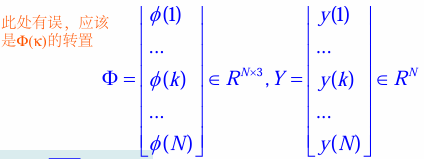 此处有误，应该
是Φ(κ)的转置
ϕ(1)
...
Φ = ϕ(k) ∈ R^{N×3}, Y = y(k) ∈ R^N
...
ϕ(N)
y(1)
...
...
y(N)